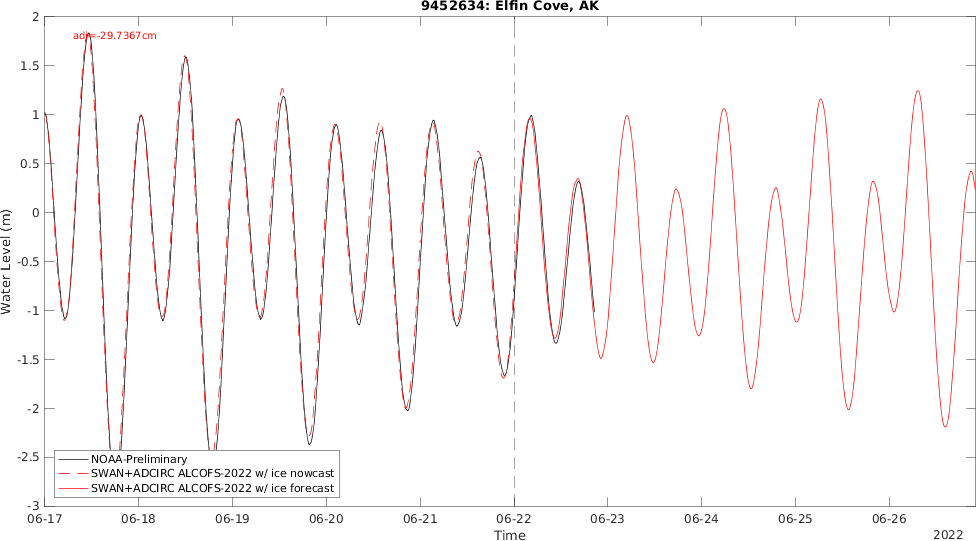 9452634: Elfin Cove, AK
adj=-29.7367cm
2
1.5
1
0.5
0
-0.5
-1
-1.5
-2
-2.5
-3
Water Level (m)
NOAA-Preliminary
SWAN+ADCIRC ALCOFS-2022 w/ ice nowcast
SWAN+ADCIRC ALCOFS-2022 w/ ice forecast
06-17 06-18 06-19 06-20 06-21 06-22 06-23 06-24 06-25 06-26
Time
2022